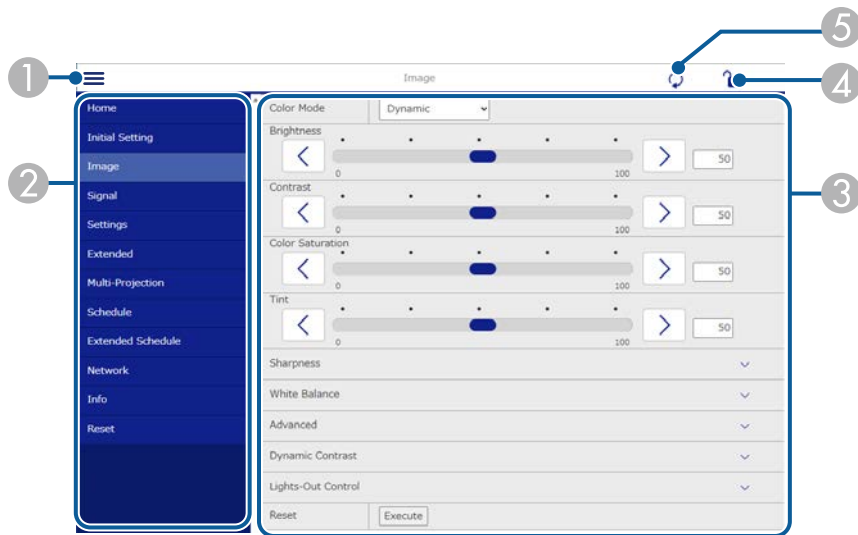 5
1
Image
4
Home
Color Mode
Dynamic
Initial Setting
Brightness
50
0
100
Image
2
3
Signal
Contrast
50
0
100
Settings
Extended
Color Saturation
50
0
100
Multi-Projection
Schedule
Tint
50
0
100
Extended Schedule
Network
Sharpness
Info
White Balance
Reset
Advanced
Dynamic Contrast
Lights-Out Control
Reset
Execute